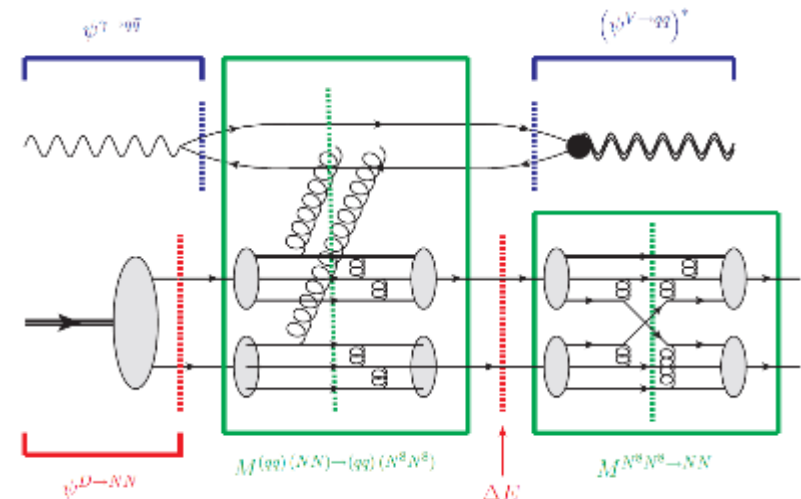 ψ^{γ→qq̄}
(ψ^{V→qq})^*
M^{(qq)(NN)→(qq)(N^8N^8)}
M^{N^8N^8→NN}
ψ^{D→NN}
ΔE